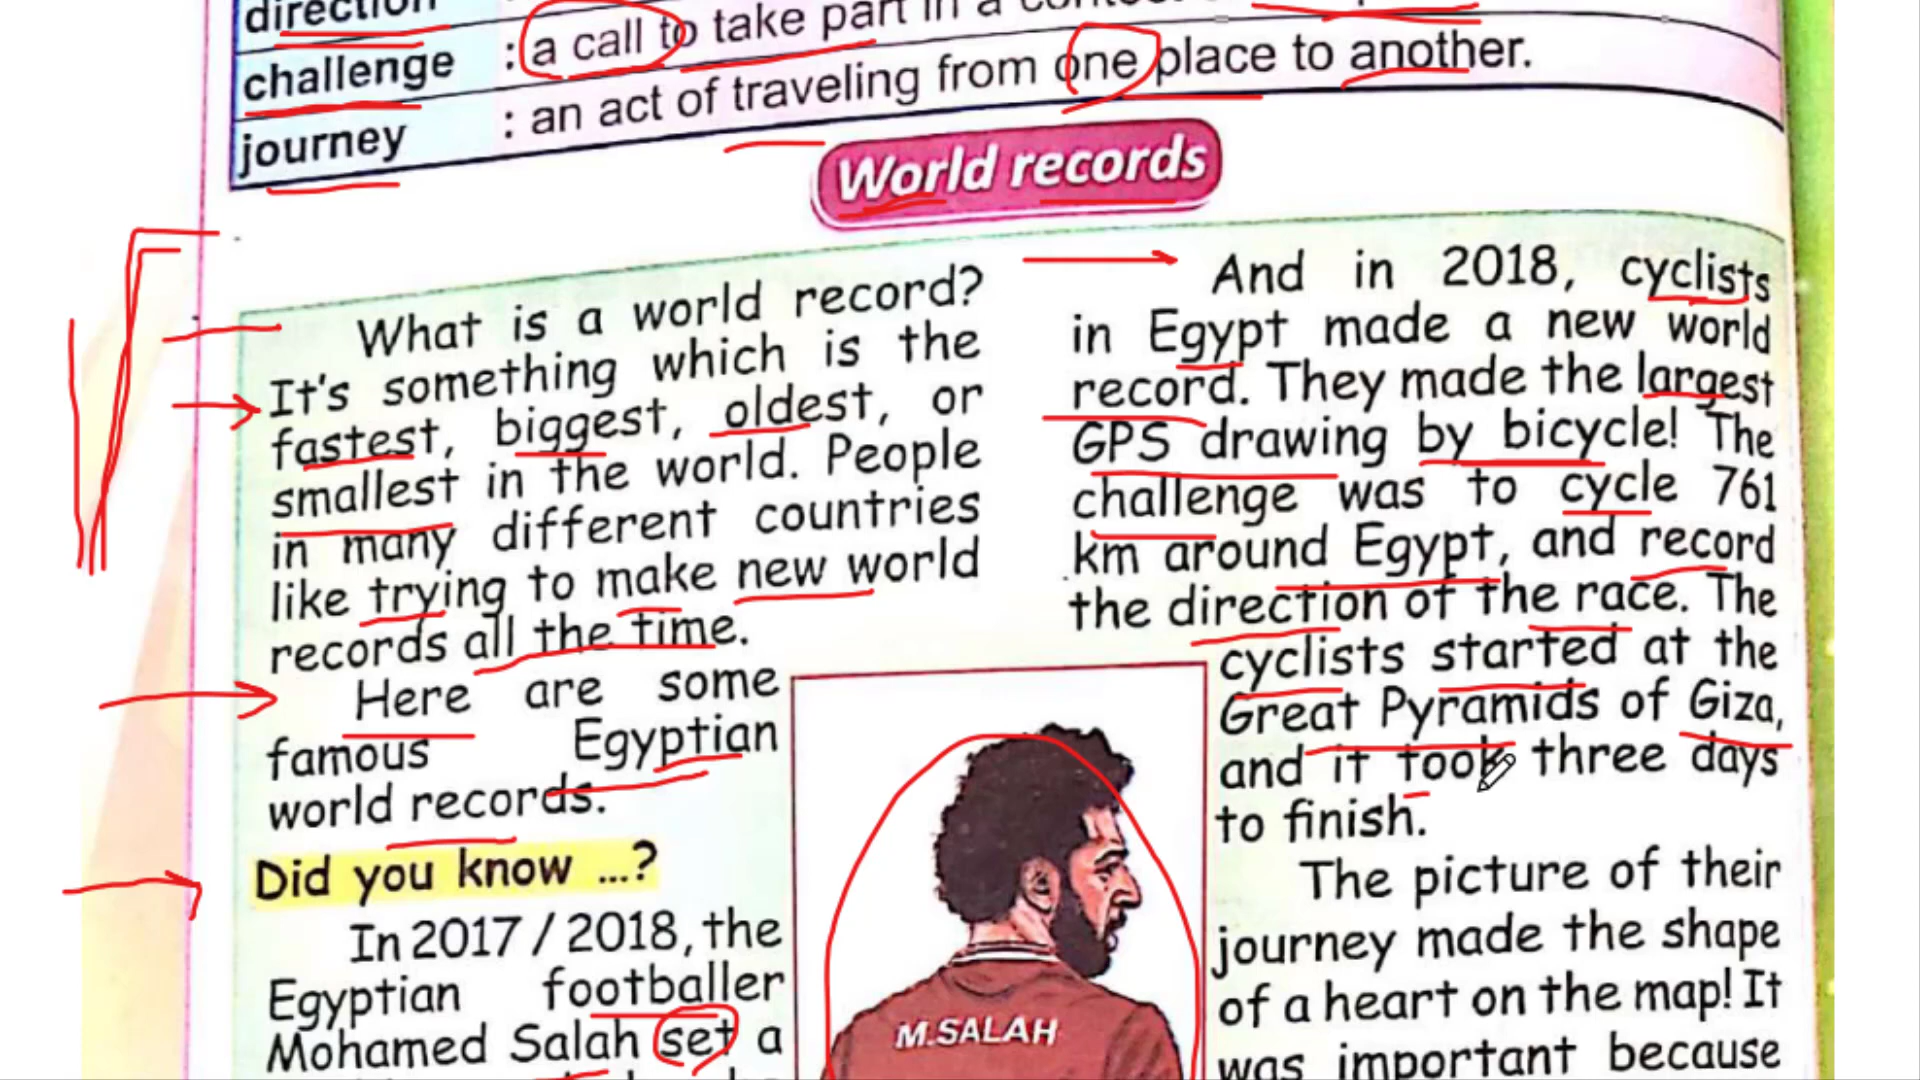 direction :
challenge : a call to take part in a
journey : an act of traveling from one place to another.
World records
What is a world record?
It's something which is the
fastest, biggest, oldest, or
smallest in the world. People
in many different countries
like trying to make new world
records all the time.
Here are some
famous Egyptian
world records.
Did you know ...?
In 2017 / 2018, the
Egyptian footballer
Mohamed Salah set a
M.SALAH
And in 2018, cyclists
in Egypt made a new world
record. They made the largest
GPS drawing by bicycle! The
challenge was to cycle 761
km around Egypt, and record
the direction of the race. The
cyclists started at the
Great Pyramids of Giza,
and it took three days
to finish.
The picture of their
journey made the shape
of a heart on the map! It
was important because